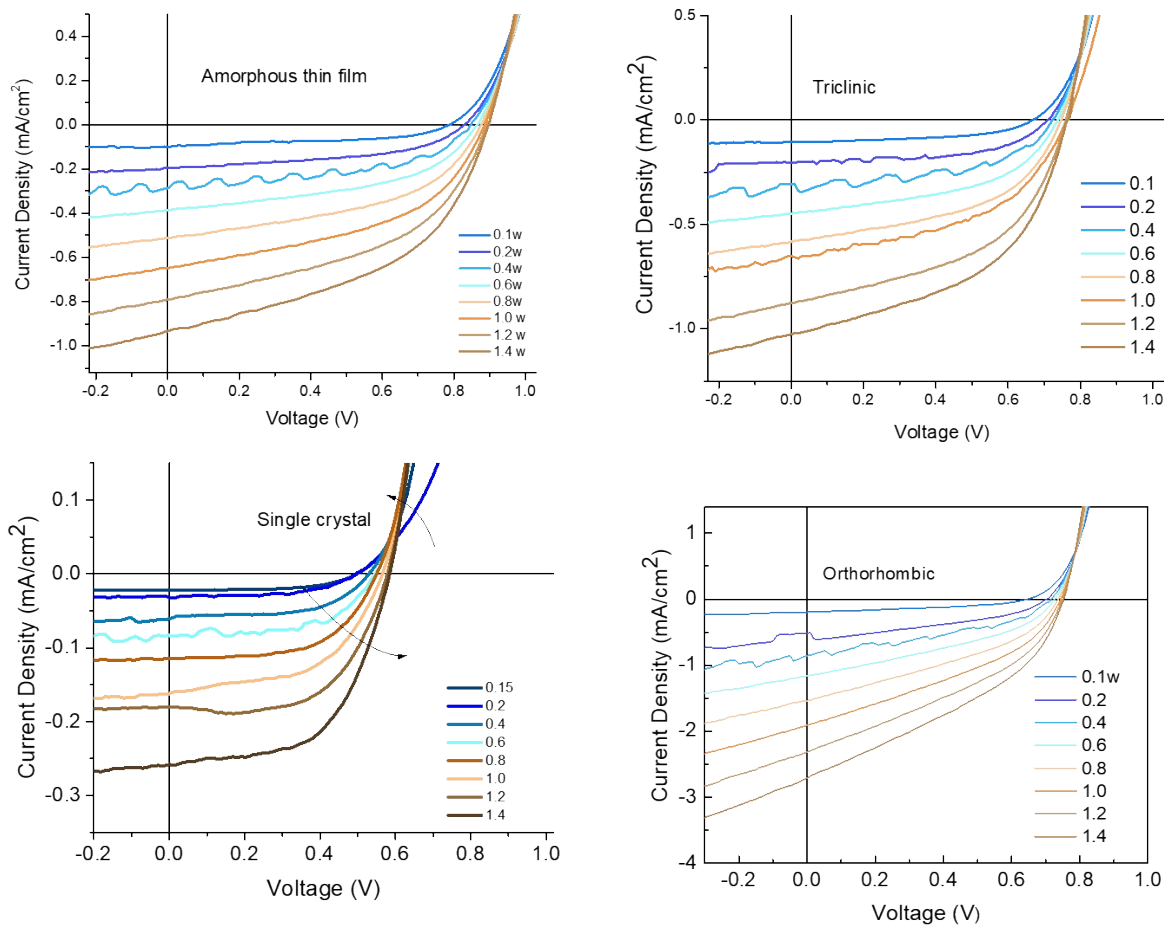 Amorphous thin film
Current Density (mA/cm²)
0.4
0.2
0.0
-0.2
-0.4
-0.6
-0.8
-1.0
0.1w
0.2w
0.4w
0.6w
0.8w
1.0 w
1.2 w
1.4 w
-0.2 0.0 0.2 0.4 0.6 0.8 1.0
Voltage (V)
Triclinic
Current Density (mA/cm²)
0.5
0.0
-0.5
-1.0
0.1
0.2
0.4
0.6
0.8
1.0
1.2
1.4
-0.2 0.0 0.2 0.4 0.6 0.8 1.0
Voltage (V)
Single crystal
Current Density (mA/cm²)
0.1
0.0
-0.1
-0.2
-0.3
0.15
0.2
0.4
0.6
0.8
1.0
1.2
1.4
-0.2 0.0 0.2 0.4 0.6 0.8 1.0
Voltage (V)
Orthorhombic
Current Density (mA/cm²)
1
0
-1
-2
-3
-4
0.1w
0.2
0.4
0.6
0.8
1.0
1.2
1.4
-0.2 0.0 0.2 0.4 0.6 0.8 1.0
Voltage (V)